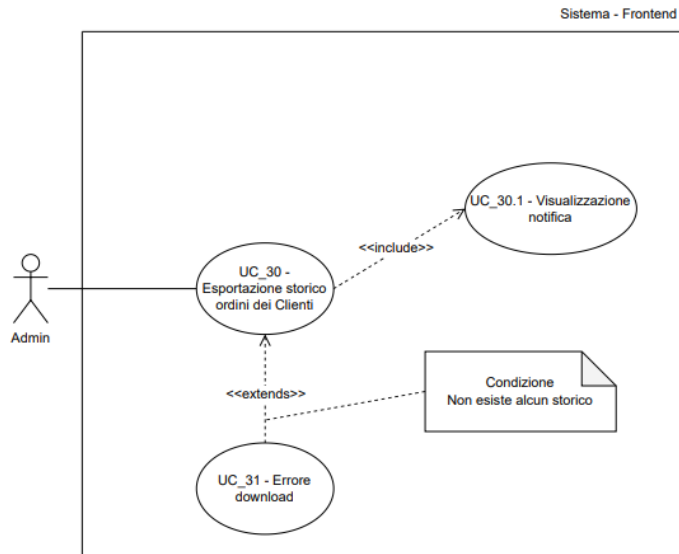 Sistema - Frontend
UC_30.1 - Visualizzazione
notifica
<<include>>
UC_30 -
Esportazione storico
ordini dei Clienti
Admin
<<extends>>
Condizione
Non esiste alcun storico
UC_31 - Errore
download